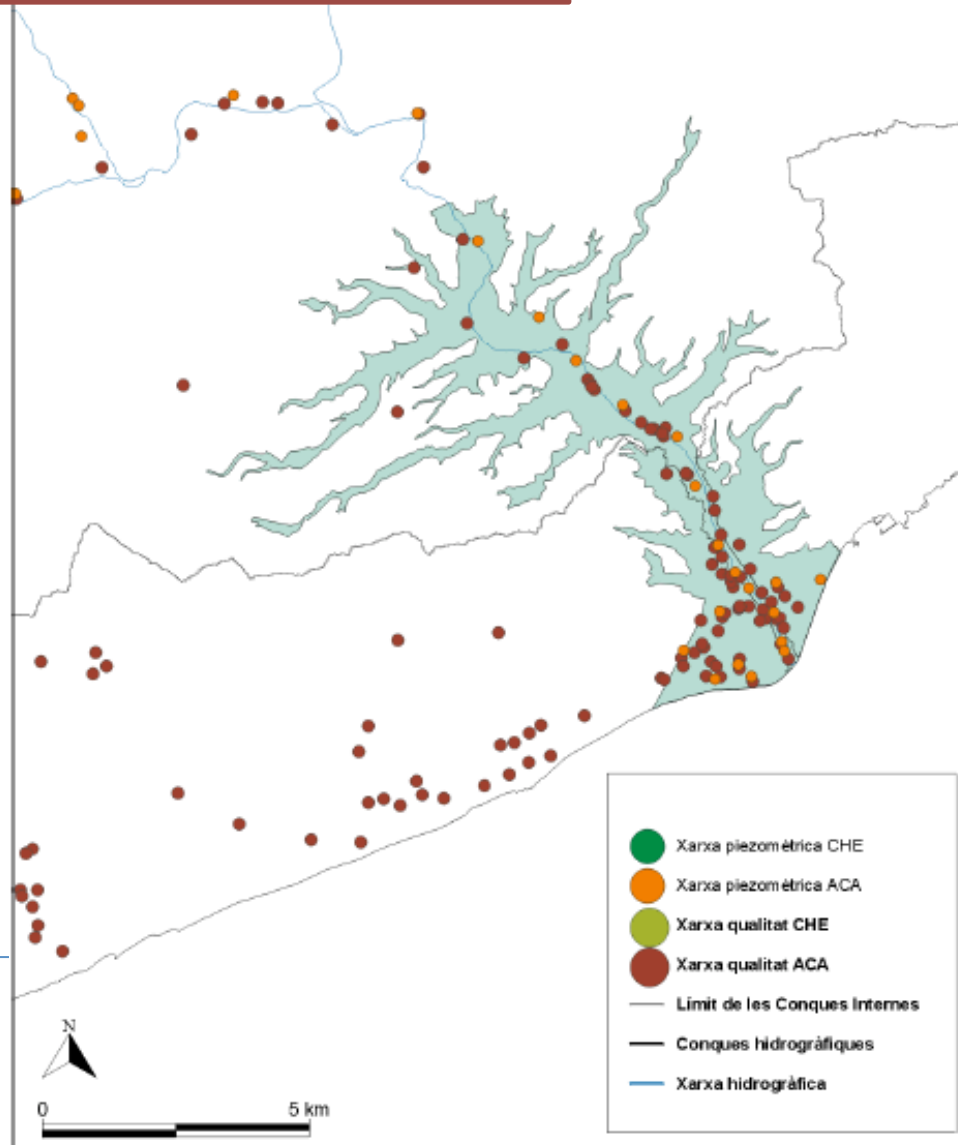 Xarxa piezomètrica CHE
Xarxa piezomètrica ACA
Xarxa qualitat CHE
Xarxa qualitat ACA
Límit de les Conques Internes
Conques hidrogràfiques
Xarxa hidrogràfica
N
0 5 km